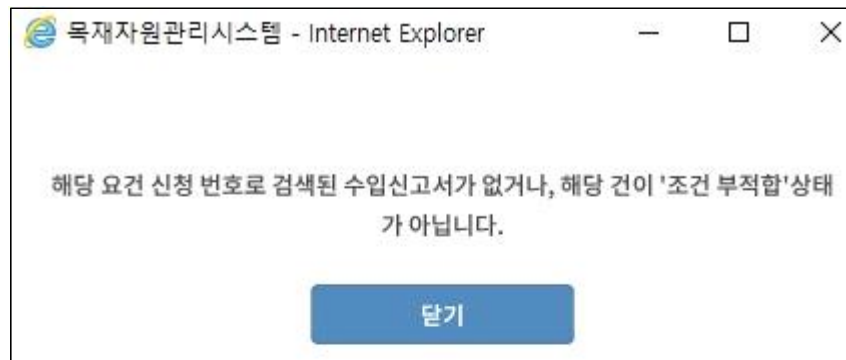 목재자원관리시스템 - Internet Explorer
해당 요건 신청 번호로 검색된 수입신고서가 없거나, 해당 건이 '조건 부적합'상태
가 아닙니다.
닫기